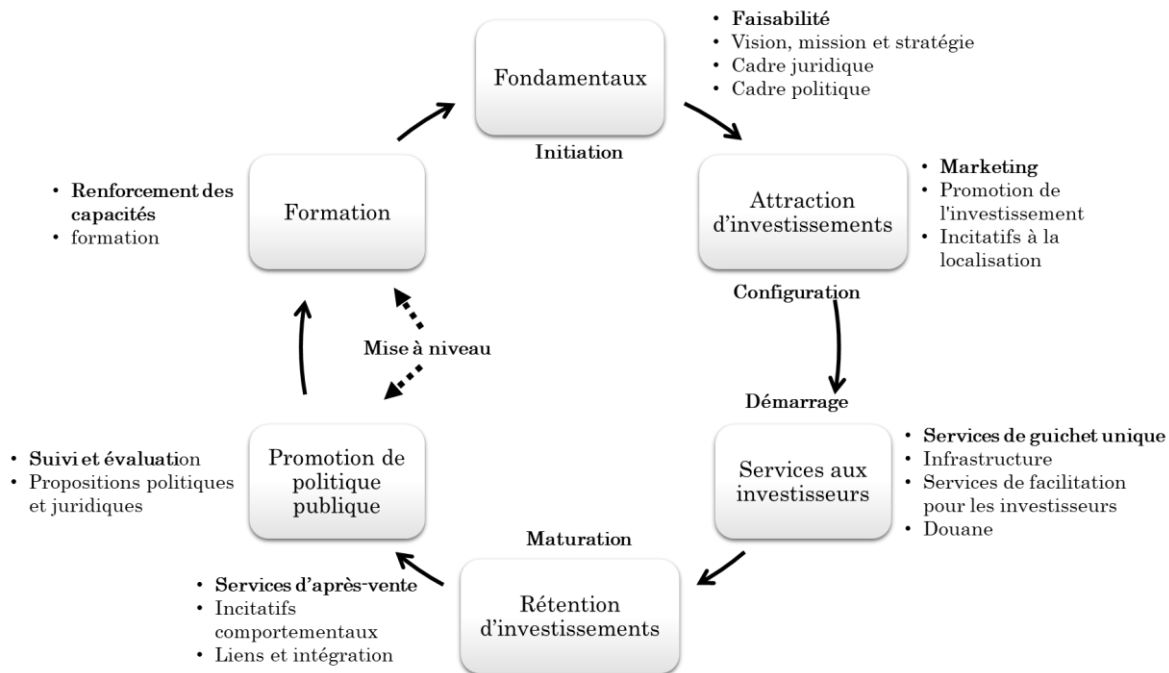 Fondamentaux
Initiation
• Faisabilité
• Vision, mission et stratégie
• Cadre juridique
• Cadre politique
Attraction
d'investissements
Configuration
• Marketing
• Promotion de
l'investissement
• Incitatifs à la
localisation
Démarrage
Services aux
investisseurs
• Services de guichet unique
• Infrastructure
• Services de facilitation
pour les investisseurs
• Douane
Maturation
Rétention
d'investissements
• Services d'après-vente
• Incitatifs
comportementaux
• Liens et intégration
Promotion de
politique
publique
• Suivi et évaluation
• Propositions politiques
et juridiques
Mise à niveau
Formation
• Renforcement des
capacités
• formation